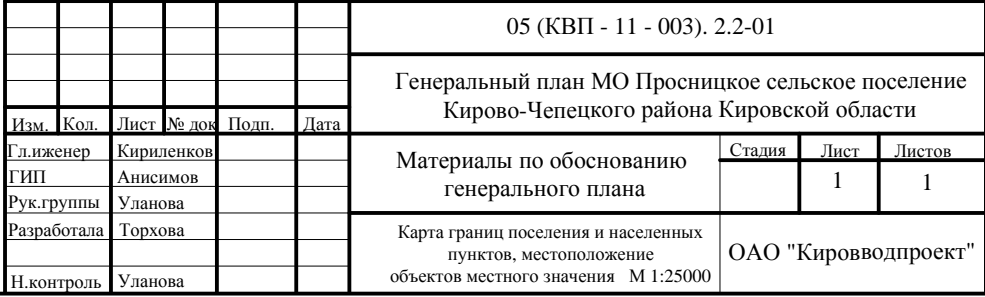 05 (КВП - 11 - 003). 2.2-01
Генеральный план МО Просницкое сельское поселение
Кирово-Чепецкого района Кировской области
Изм. Кол. Лист № док Подп. Дата
Гл.иженер Кириленков
ГИП Анисимов
Рук.группы Уланова
Разработала Торхова
Н.контроль Уланова
Материалы по обоснованию
генерального плана
Стадия Лист Листов
1 1
Карта границ поселения и населенных
пунктов, местоположение
объектов местного значения М 1:25000
ОАО "Кировводпроект"